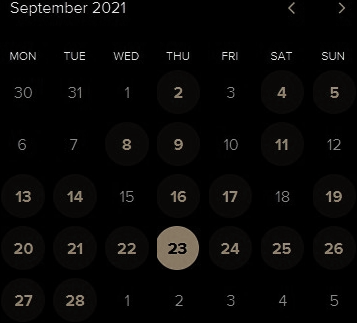 September 2021
MON TUE WED THU FRI SAT SUN
30 31 1 2 3 4 5
6 7 8 9 10 11 12
13 14 15 16 17 18 19
20 21 22 23 24 25 26
27 28 1 2 3 4 5